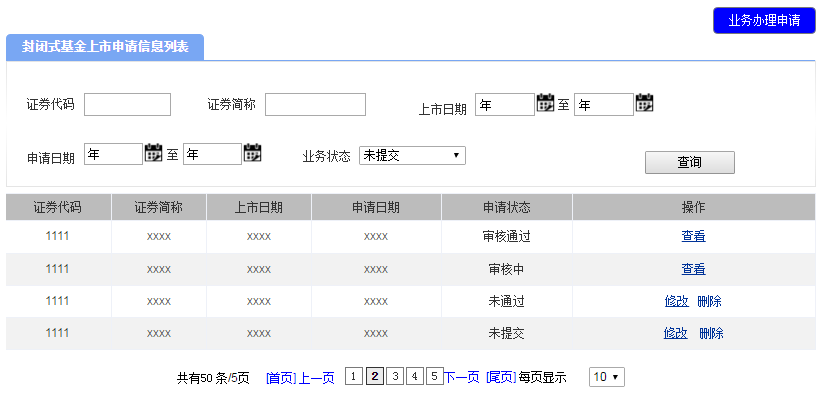 业务办理申请
封闭式基金上市申请信息列表
证券代码 证券简称 上市日期 年 至 年
申请日期 年 至 年 业务状态 未提交 查询
证券代码 证券简称 上市日期 申请日期 申请状态 操作
1111 xxxx xxxx xxxx 审核通过 查看
1111 xxxx xxxx xxxx 审核中 查看
1111 xxxx xxxx xxxx 未通过 修改 删除
1111 xxxx xxxx xxxx 未提交 修改 删除
共有50 条/5页 [首页] 上一页 1 2 3 4 5 下一页 [尾页] 每页显示 10